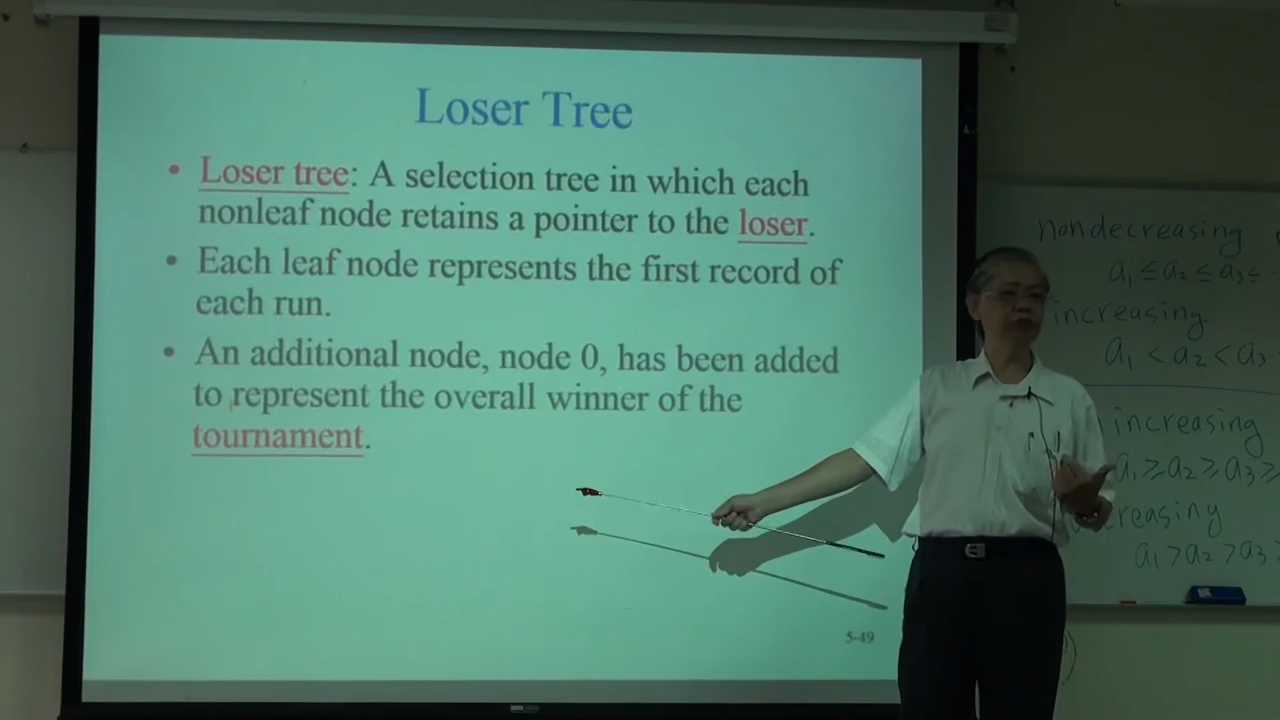 Loser Tree
• Loser tree: A selection tree in which each
nonleaf node retains a pointer to the loser.
• Each leaf node represents the first record of
each run.
• An additional node, node 0, has been added
to represent the overall winner of the
tournament.
5-49
nondecreasing
a₁ ≤ a₂ ≤ a₃ ≤
increasing
a₁ < a₂ < a₃
increasing
a₁ ≥ a₂ ≥ a₃ ≥
a₁ > a₂ > a₃